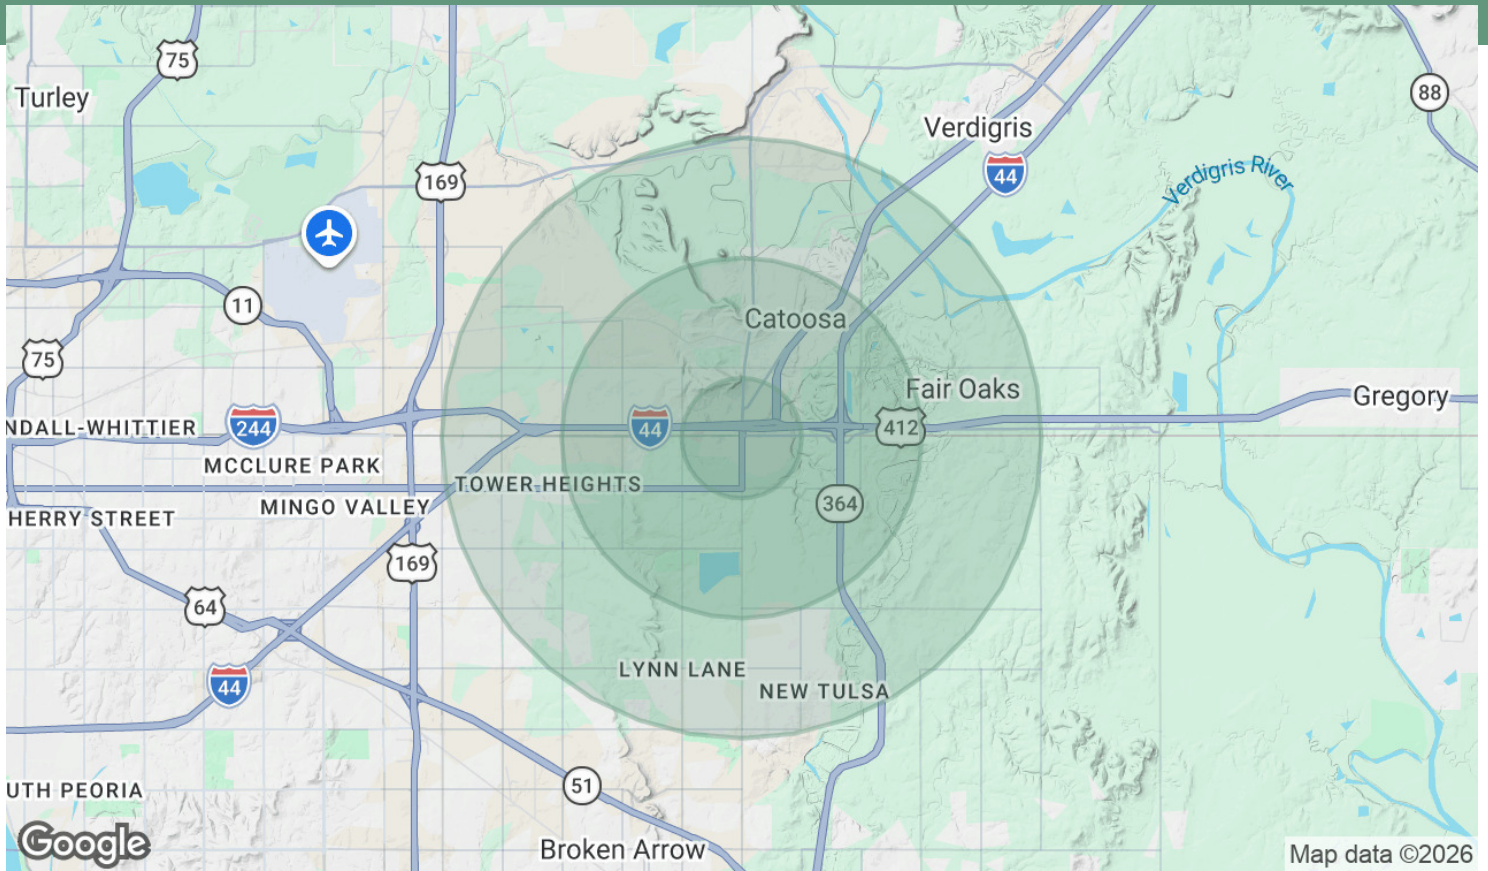 75
Turley
88
Verdigris
169
44
Verdigris River
11
Catoosa
75
Fair Oaks
Gregory
NDALL-WHITTIER
244
44
412
MCCLURE PARK
TOWER HEIGHTS
MINGO VALLEY
364
HERRY STREET
169
64
LYNN LANE
44
NEW TULSA
51
UTH PEORIA
Google
Broken Arrow
Map data ©2026